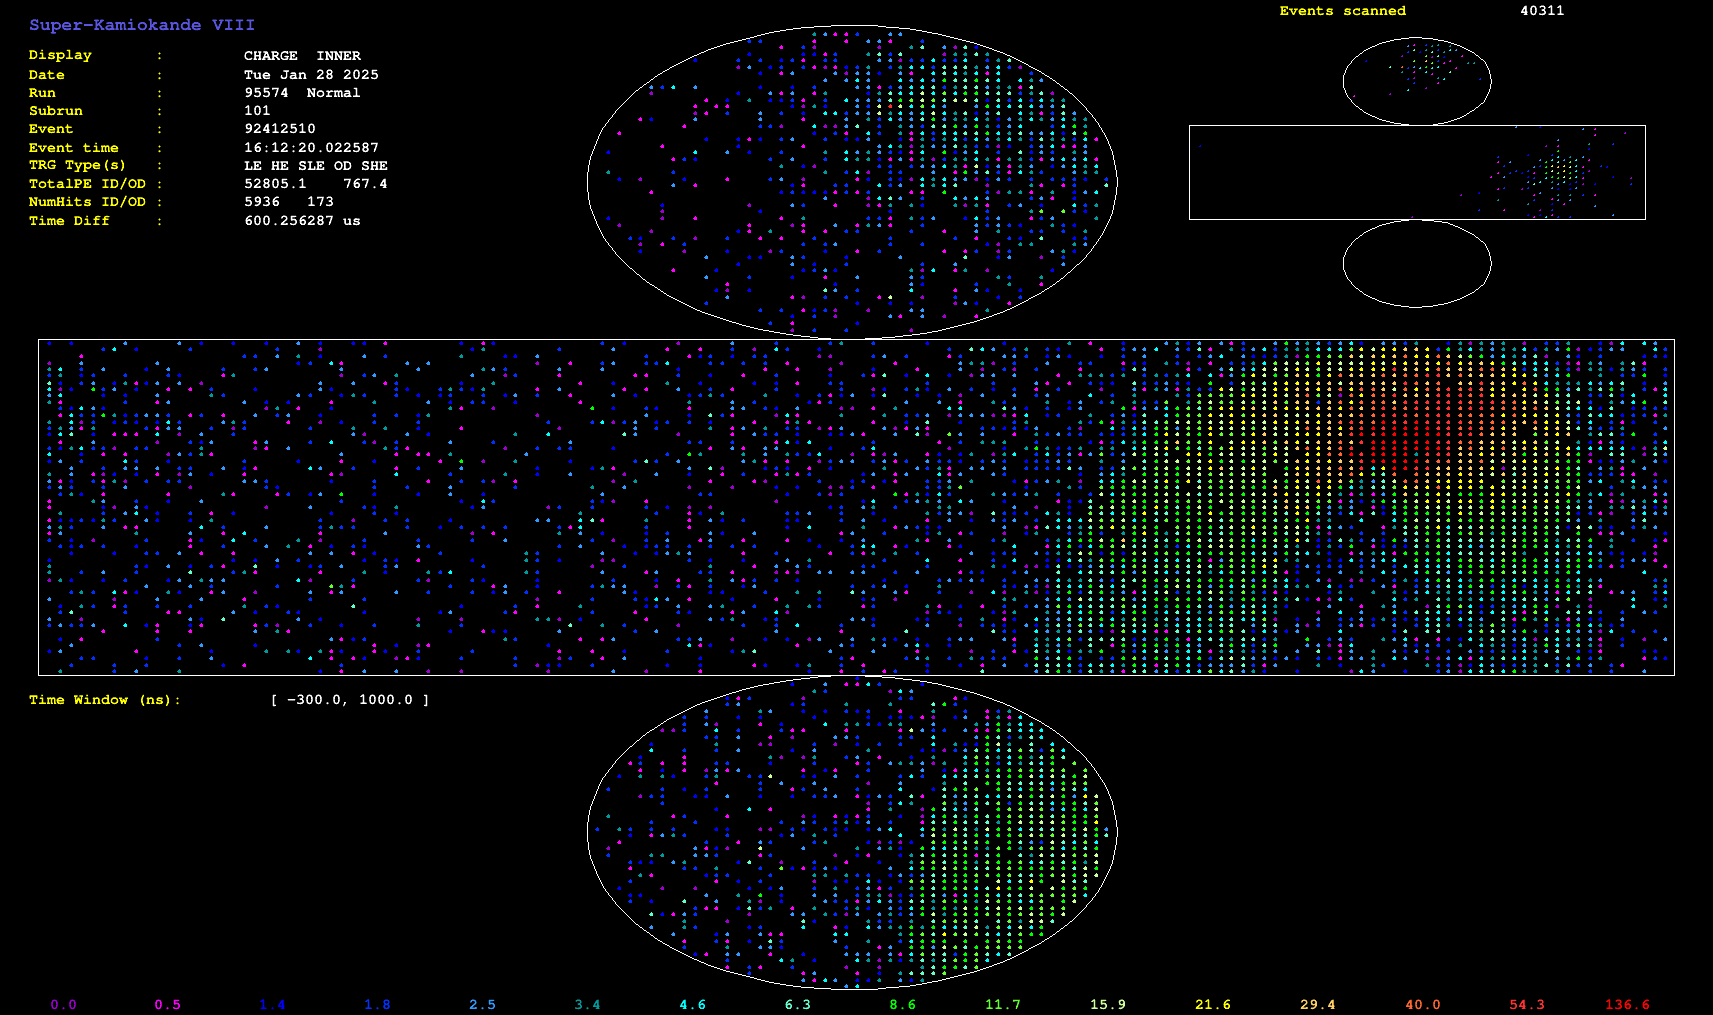 Super-Kamiokande VIII
Events scanned 40311
Display : CHARGE INNER
Date : Tue Jan 28 2025
Run : 95574 Normal
Subrun : 101
Event : 92412510
Event time : 16:12:20.022587
TRG Type(s) : LE HE SLE OD SHE
TotalPE ID/OD : 52805.1 767.4
NumHits ID/OD : 5936 173
Time Diff : 600.256287 us
Time Window (ns): [ -300.0, 1000.0 ]
0.0 0.5 1.4 1.8 2.5 3.4 4.6 6.3 8.6 11.7 15.9 21.6 29.4 40.0 54.3 136.6